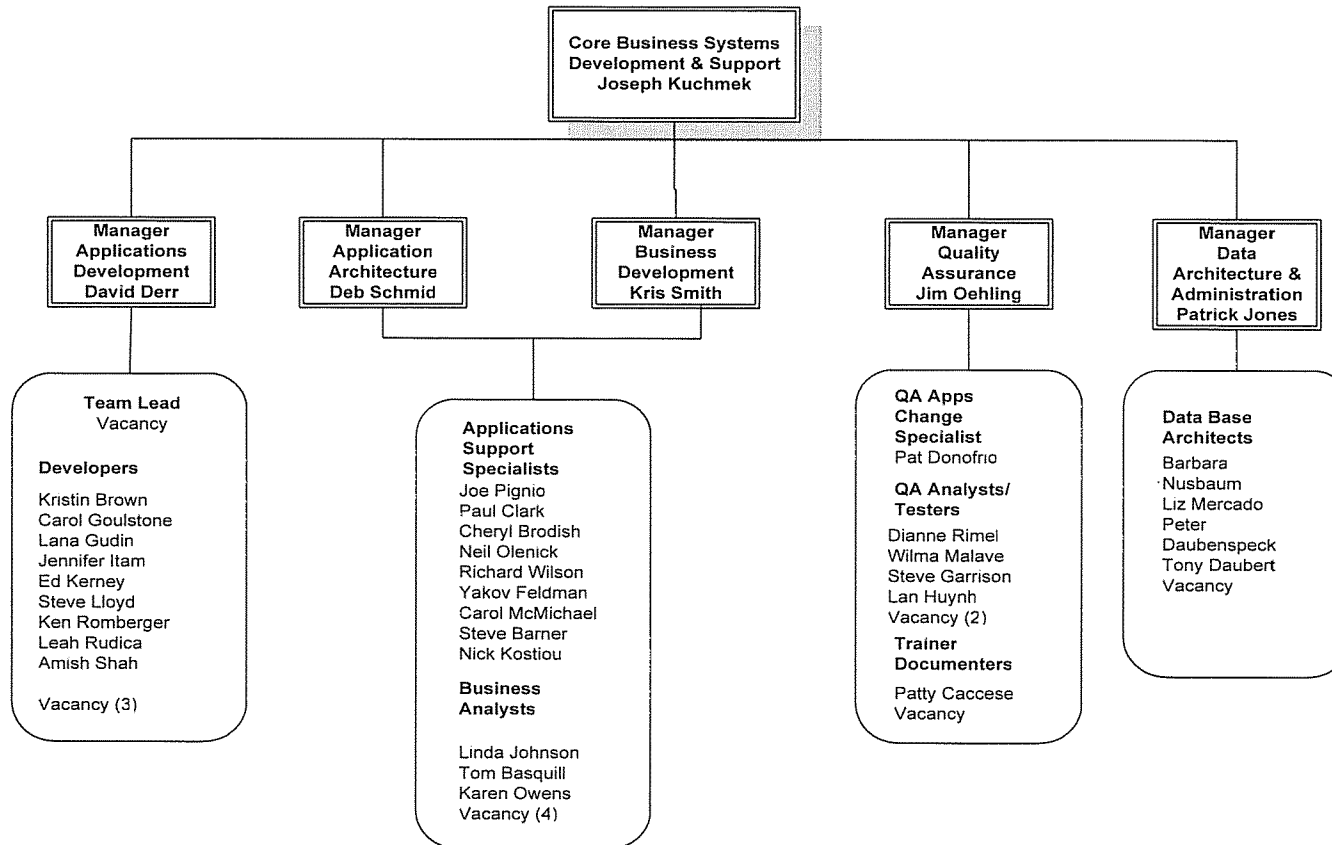 Core Business Systems
Development & Support
Joseph Kuchmek
Manager
Applications
Development
David Derr
Manager
Application
Architecture
Deb Schmid
Manager
Business
Development
Kris Smith
Manager
Quality
Assurance
Jim Oehling
Manager
Data
Architecture &
Administration
Patrick Jones
Team Lead
Vacancy
Developers
Kristin Brown
Carol Goulstone
Lana Gudin
Jennifer Itam
Ed Kerney
Steve Lloyd
Ken Romberger
Leah Rudica
Amish Shah
Vacancy (3)
Applications
Support
Specialists
Joe Pignio
Paul Clark
Cheryl Brodish
Neil Olenick
Richard Wilson
Yakov Feldman
Carol McMichael
Steve Barner
Nick Kostiou
Business
Analysts
Linda Johnson
Tom Basquill
Karen Owens
Vacancy (4)
QA Apps
Change
Specialist
Pat Donofrio
QA Analysts/
Testers
Dianne Rimel
Wilma Malave
Steve Garrison
Lan Huynh
Vacancy (2)
Trainer
Documenters
Patty Caccese
Vacancy
Data Base
Architects
Barbara
Nusbaum
Liz Mercado
Peter
Daubenspeck
Tony Daubert
Vacancy